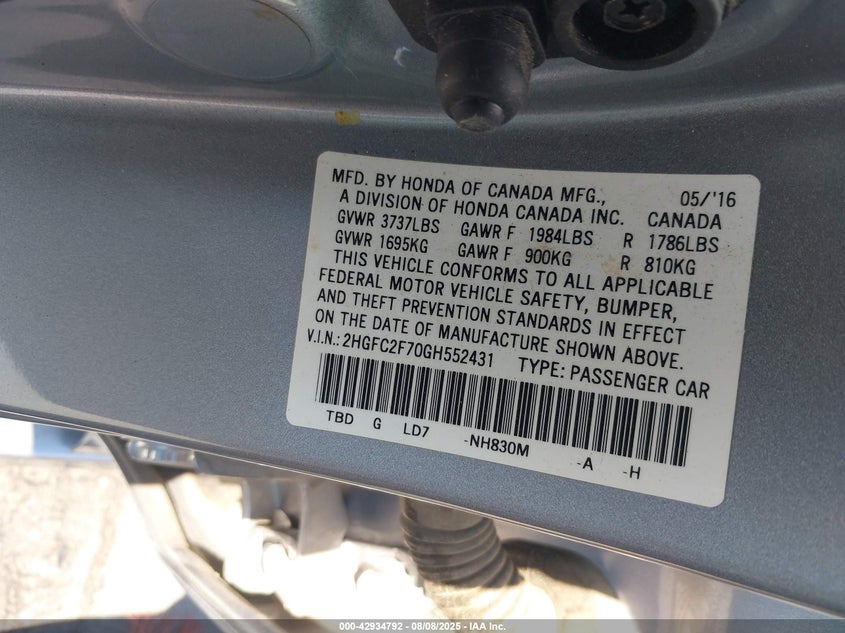 MFD. BY HONDA OF CANADA MFG., 05/'16
A DIVISION OF HONDA CANADA INC. CANADA
GVWR 3737LBS GAWR F 1984LBS R 1786LBS
GVWR 1695KG GAWR F 900KG R 810KG
THIS VEHICLE CONFORMS TO ALL APPLICABLE
FEDERAL MOTOR VEHICLE SAFETY, BUMPER,
AND THEFT PREVENTION STANDARDS IN EFFECT
ON THE DATE OF MANUFACTURE SHOWN ABOVE.
V.I.N.: 2HGFC2F70GH552431 TYPE: PASSENGER CAR
TBD G LD7 -NH830M -A -H
000-42934792 - 08/08/2025 - IAA Inc.